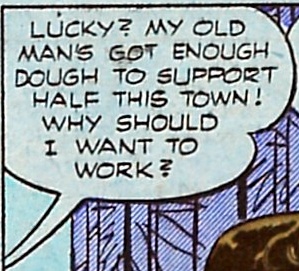 LUCKY? MY OLD
MAN'S GOT ENOUGH
DOUGH TO SUPPORT
HALF THIS TOWN!
WHY SHOULD
I WANT TO
WORK?